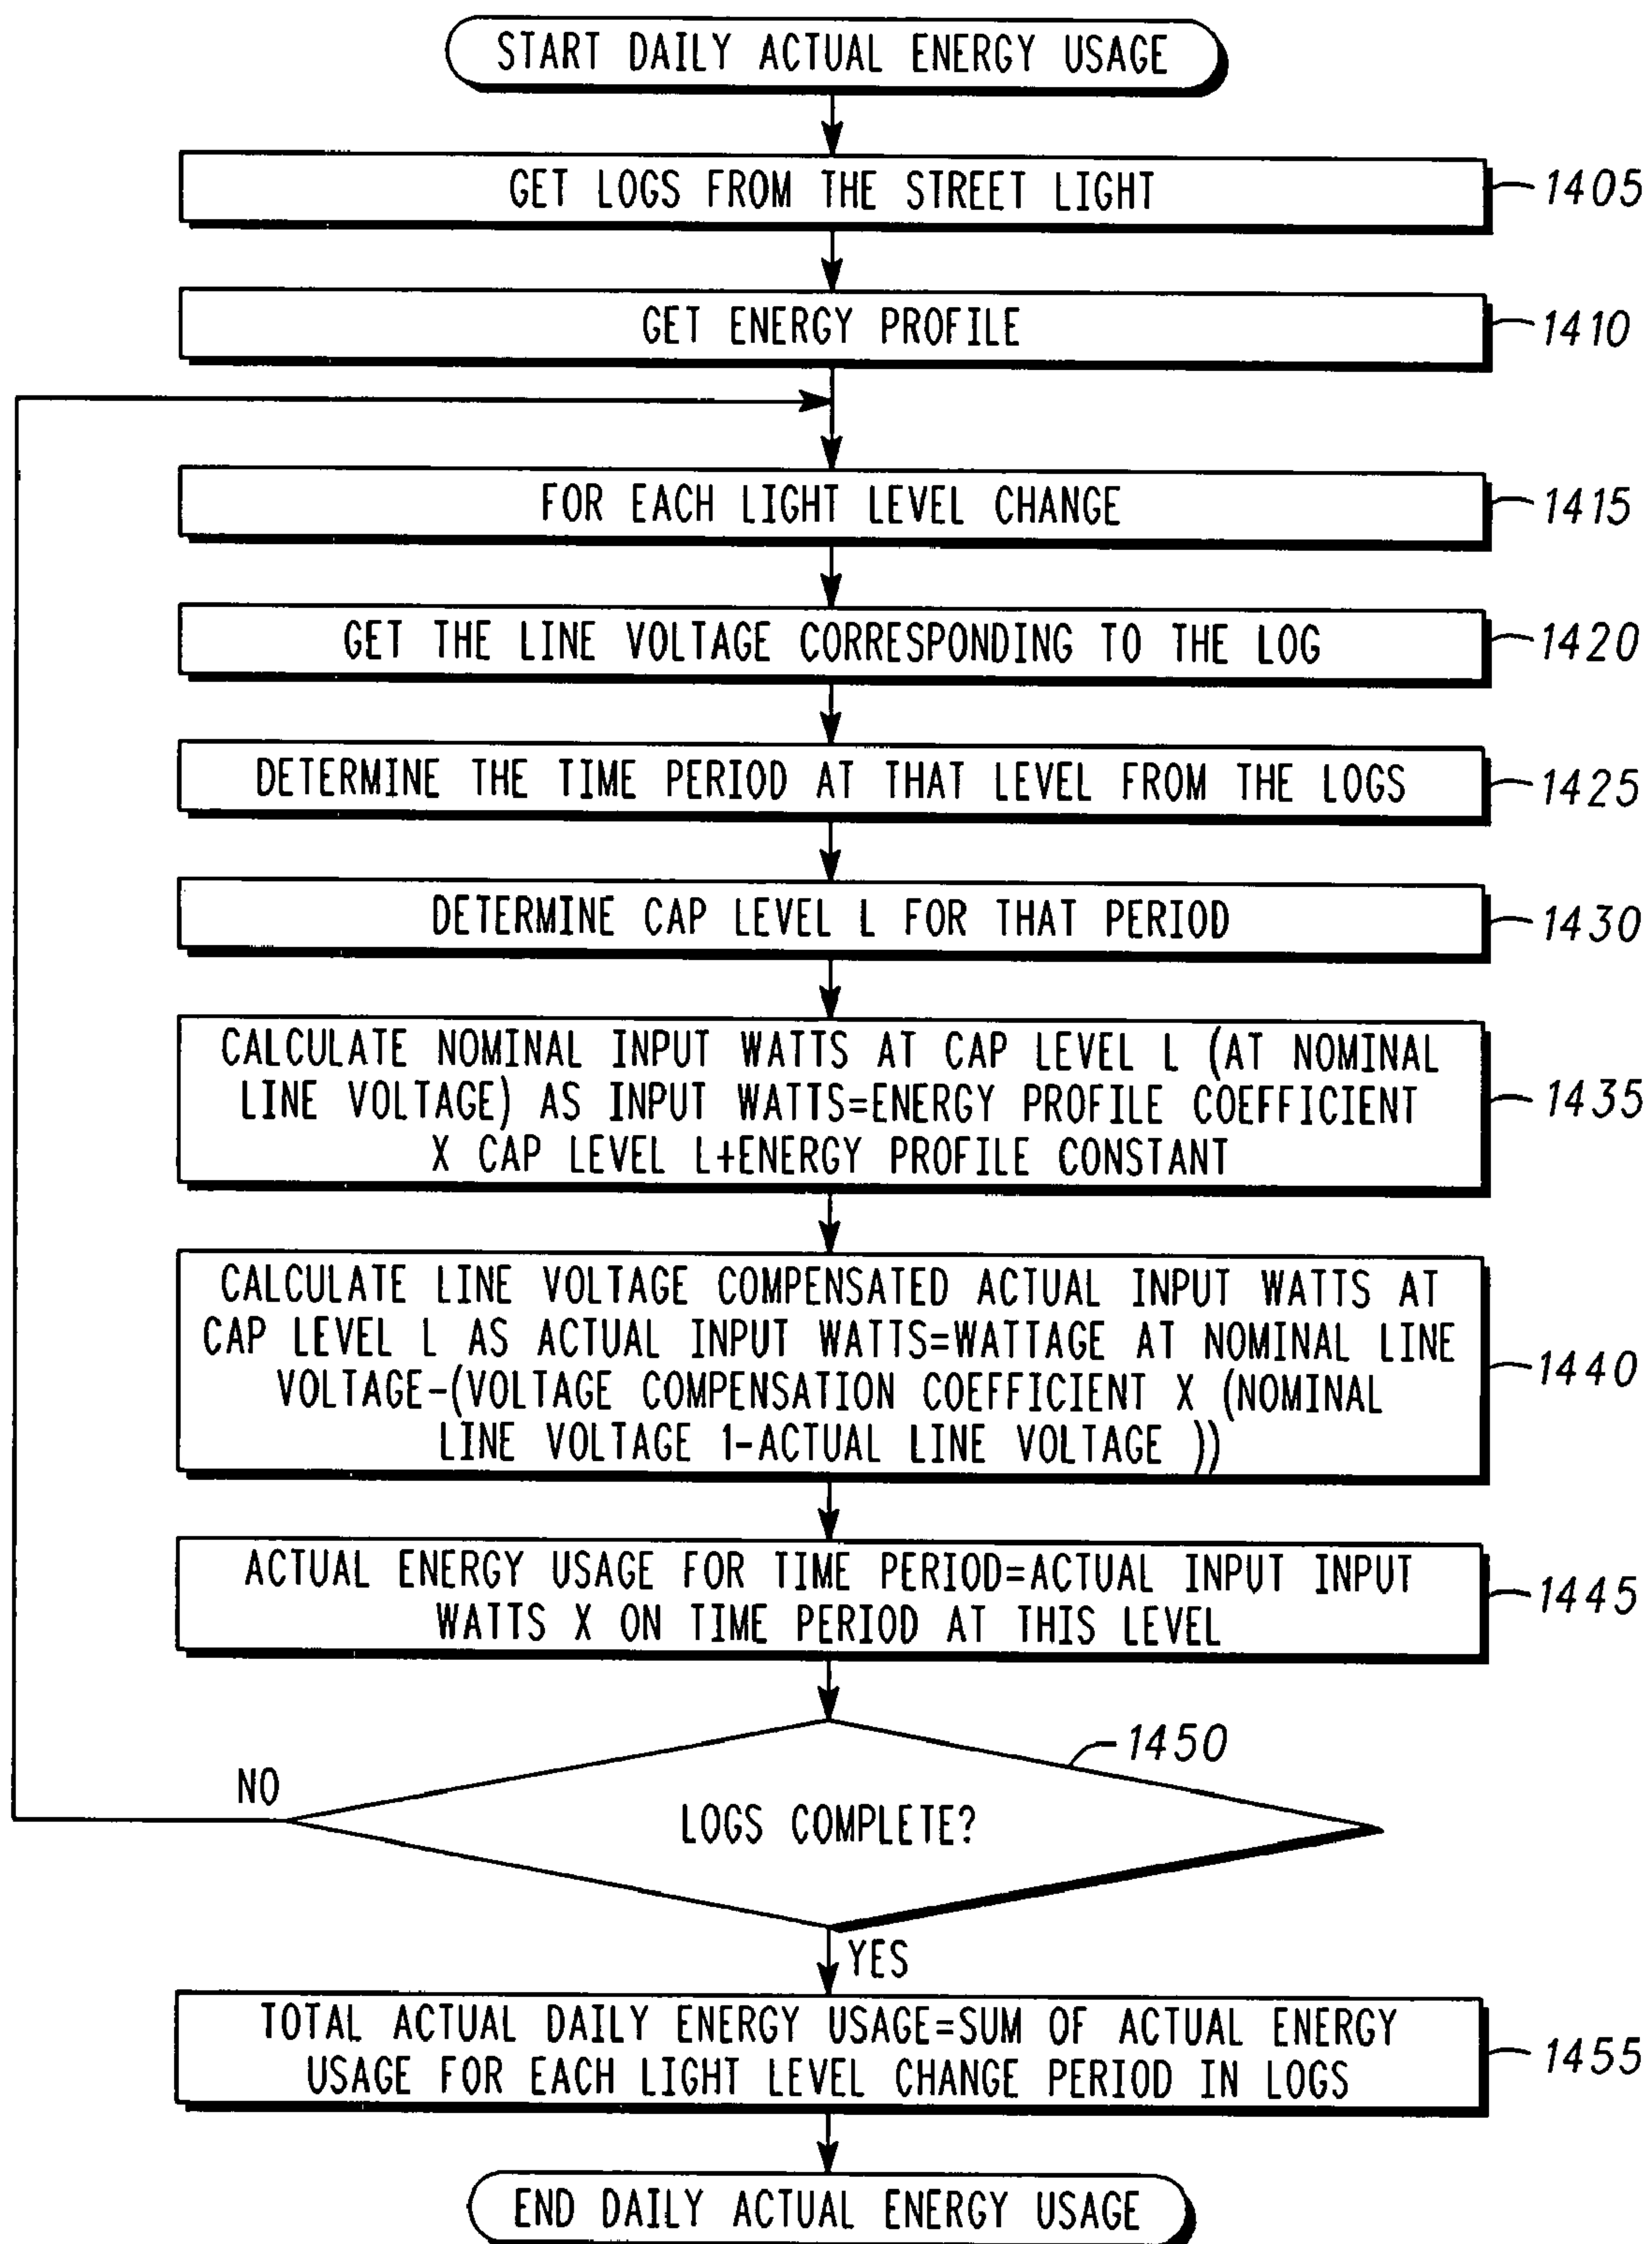 START DAILY ACTUAL ENERGY USAGE
GET LOGS FROM THE STREET LIGHT
1405
GET ENERGY PROFILE
1410
FOR EACH LIGHT LEVEL CHANGE
1415
GET THE LINE VOLTAGE CORRESPONDING TO THE LOG
1420
DETERMINE THE TIME PERIOD AT THAT LEVEL FROM THE LOGS
1425
DETERMINE CAP LEVEL L FOR THAT PERIOD
1430
CALCULATE NOMINAL INPUT WATTS AT CAP LEVEL L (AT NOMINAL
LINE VOLTAGE) AS INPUT WATTS=ENERGY PROFILE COEFFICIENT
X CAP LEVEL L+ENERGY PROFILE CONSTANT
1435
CALCULATE LINE VOLTAGE COMPENSATED ACTUAL INPUT WATTS AT
CAP LEVEL L AS ACTUAL INPUT WATTS=WATTAGE AT NOMINAL LINE
VOLTAGE-(VOLTAGE COMPENSATION COEFFICIENT X (NOMINAL
LINE VOLTAGE 1-ACTUAL LINE VOLTAGE ))
1440
ACTUAL ENERGY USAGE FOR TIME PERIOD=ACTUAL INPUT INPUT
WATTS X ON TIME PERIOD AT THIS LEVEL
1445
1450
NO
LOGS COMPLETE?
YES
TOTAL ACTUAL DAILY ENERGY USAGE=SUM OF ACTUAL ENERGY
USAGE FOR EACH LIGHT LEVEL CHANGE PERIOD IN LOGS
1455
END DAILY ACTUAL ENERGY USAGE